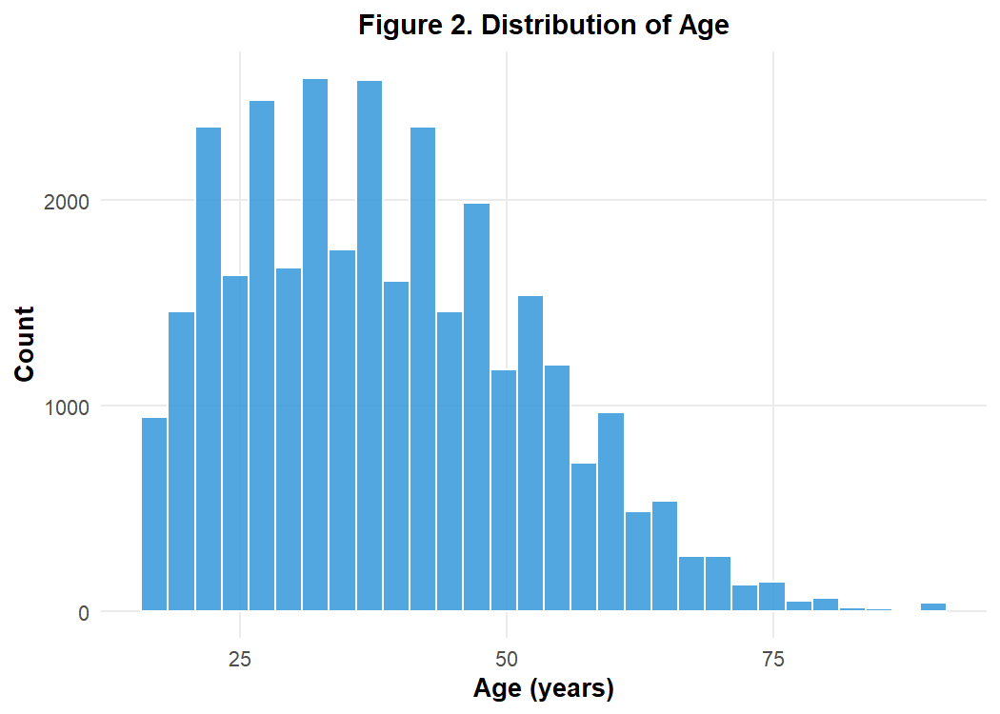 Figure 2. Distribution of Age
Count
2000
1000
0
25 50 75
Age (years)